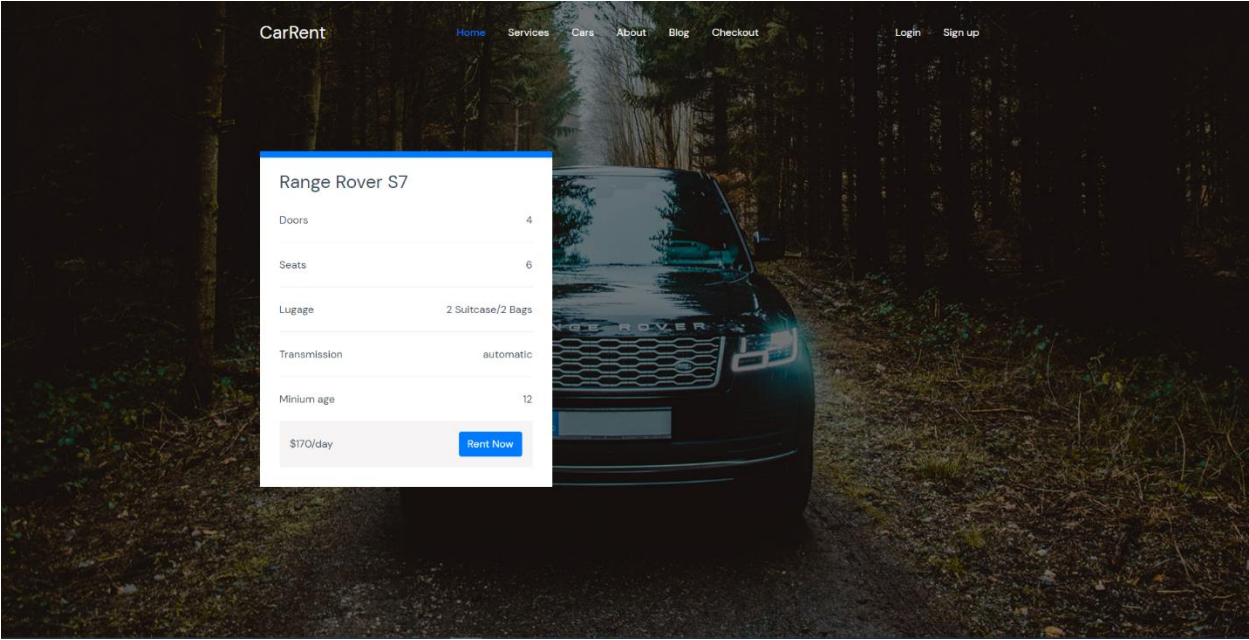 CarRent Home Services Cars About Blog Checkout Login Sign up
Range Rover S7
Doors 4
Seats 6
Lugage 2 Suitcase/2 Bags
Transmission automatic
Minium age 12
$170/day Rent Now
ROVER